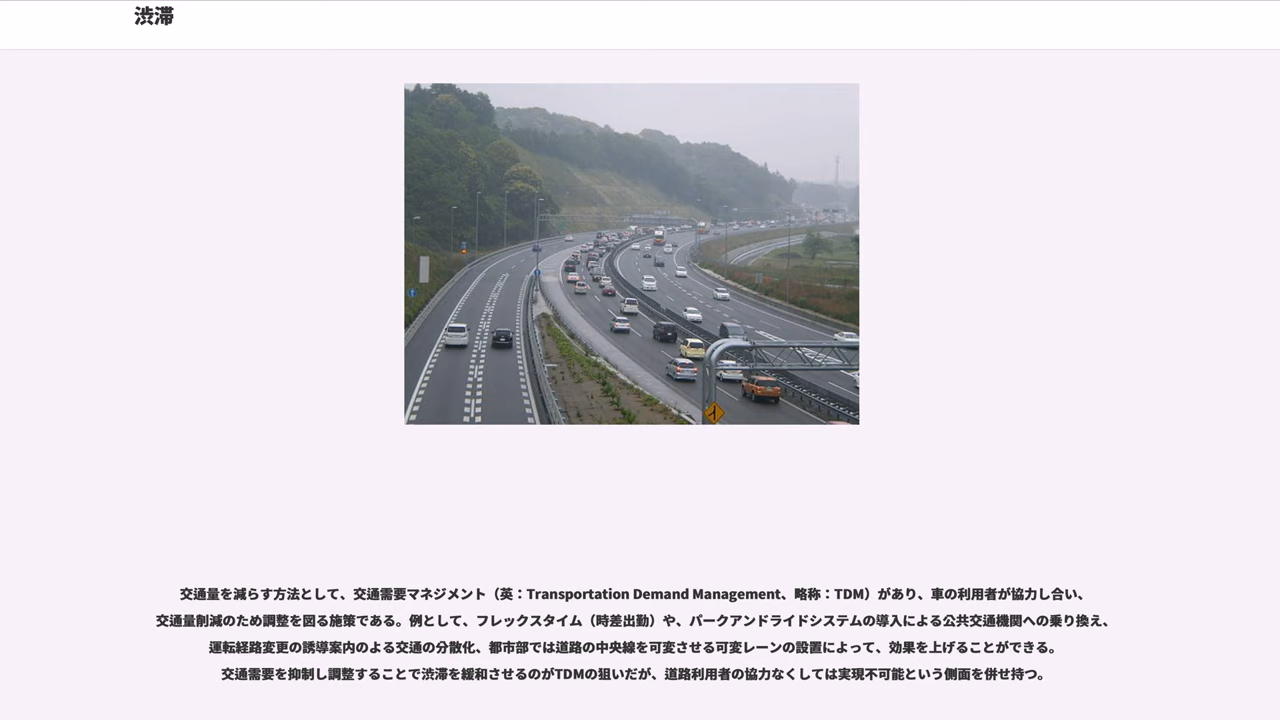 渋滞
交通量を減らす方法として、交通需要マネジメント（英：Transportation Demand Management、略称：TDM）があり、車の利用者が協力し合い、
交通量削減のため調整を図る施策である。例として、フレックスタイム（時差出勤）や、パークアンドライドシステムの導入による公共交通機関への乗り換え、
運転経路変更の誘導案内のよる交通の分散化、都市部では道路の中央線を可変させる可変レーンの設置によって、効果を上げることができる。
交通需要を抑制し調整することで渋滞を緩和させるのがTDMの狙いだが、道路利用者の協力なくしては実現不可能という側面を併せ持つ。